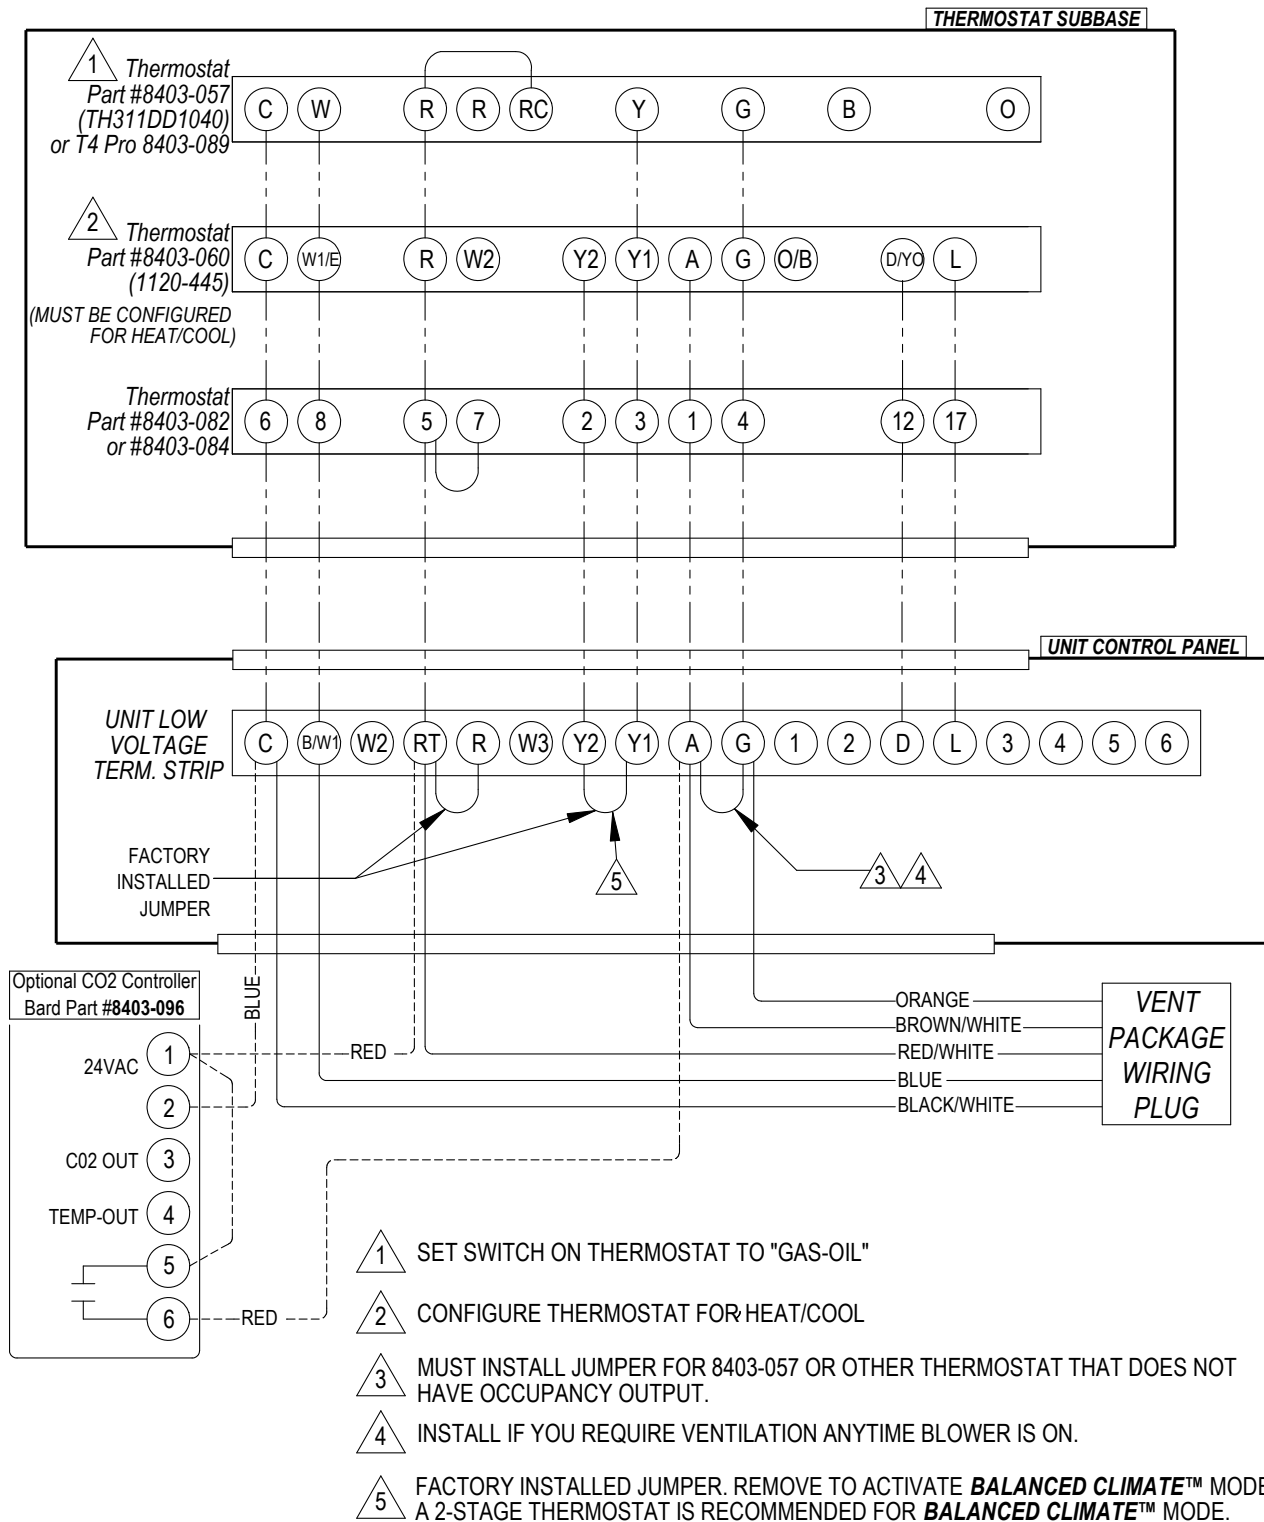 THERMOSTAT SUBBASE
1
Thermostat
Part #8403-057
(TH311DD1040)
or T4 Pro 8403-089
C W R R RC Y G B O
2
Thermostat
Part #8403-060
(1120-445)
(MUST BE CONFIGURED
FOR HEAT/COOL)
C W1/E R W2 Y2 Y1 A G O/B D/YO L
Thermostat
Part #8403-082
or #8403-084
6 8 5 7 2 3 1 4 12 17
UNIT CONTROL PANEL
UNIT LOW
VOLTAGE
TERM. STRIP
C B/W1 W2 RT R W3 Y2 Y1 A G 1 2 D L 3 4 5 6
FACTORY
INSTALLED
JUMPER
5
3 4
Optional CO2 Controller
Bard Part #8403-096
BLUE
24VAC
1
2
C02 OUT 3
TEMP-OUT 4
5
6
RED
RED
ORANGE
BROWN/WHITE
RED/WHITE
BLUE
BLACK/WHITE
VENT
PACKAGE
WIRING
PLUG
1 SET SWITCH ON THERMOSTAT TO "GAS-OIL"
2 CONFIGURE THERMOSTAT FOR HEAT/COOL
3 MUST INSTALL JUMPER FOR 8403-057 OR OTHER THERMOSTAT THAT DOES NOT
HAVE OCCUPANCY OUTPUT.
4 INSTALL IF YOU REQUIRE VENTILATION ANYTIME BLOWER IS ON.
5 FACTORY INSTALLED JUMPER. REMOVE TO ACTIVATE BALANCED CLIMATE™ MODE
A 2-STAGE THERMOSTAT IS RECOMMENDED FOR BALANCED CLIMATE™ MODE.